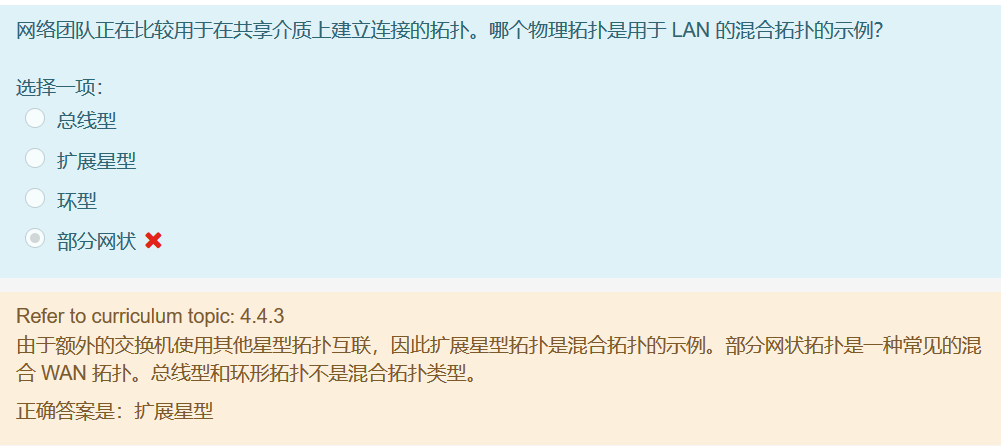 网络团队正在比较用于在共享介质上建立连接的拓扑。哪个物理拓扑是用于 LAN 的混合拓扑的示例?
选择一项:
总线型
扩展星型
环型
部分网状
Refer to curriculum topic: 4.4.3
由于额外的交换机使用其他星型拓扑互联，因此扩展星型拓扑是混合拓扑的示例。部分网状拓扑是一种常见的混
合 WAN 拓扑。总线型和环形拓扑不是混合拓扑类型。
正确答案是：扩展星型